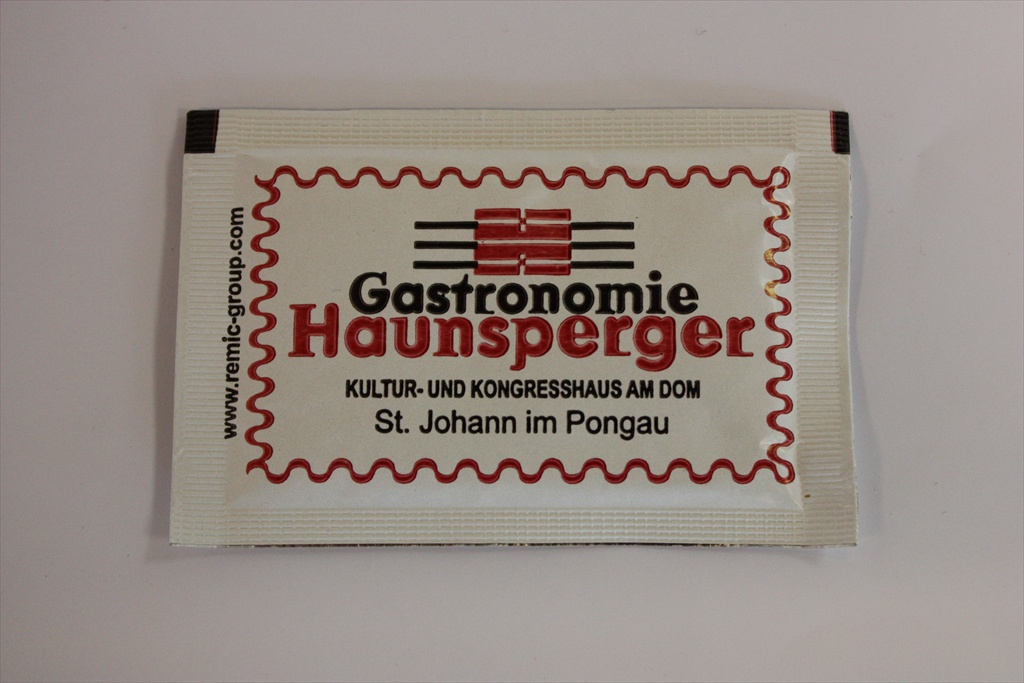 www.remic-group.com
Gastronomie
Haunsperger
KULTUR- UND KONGRESSHAUS AM DOM
St. Johann im Pongau